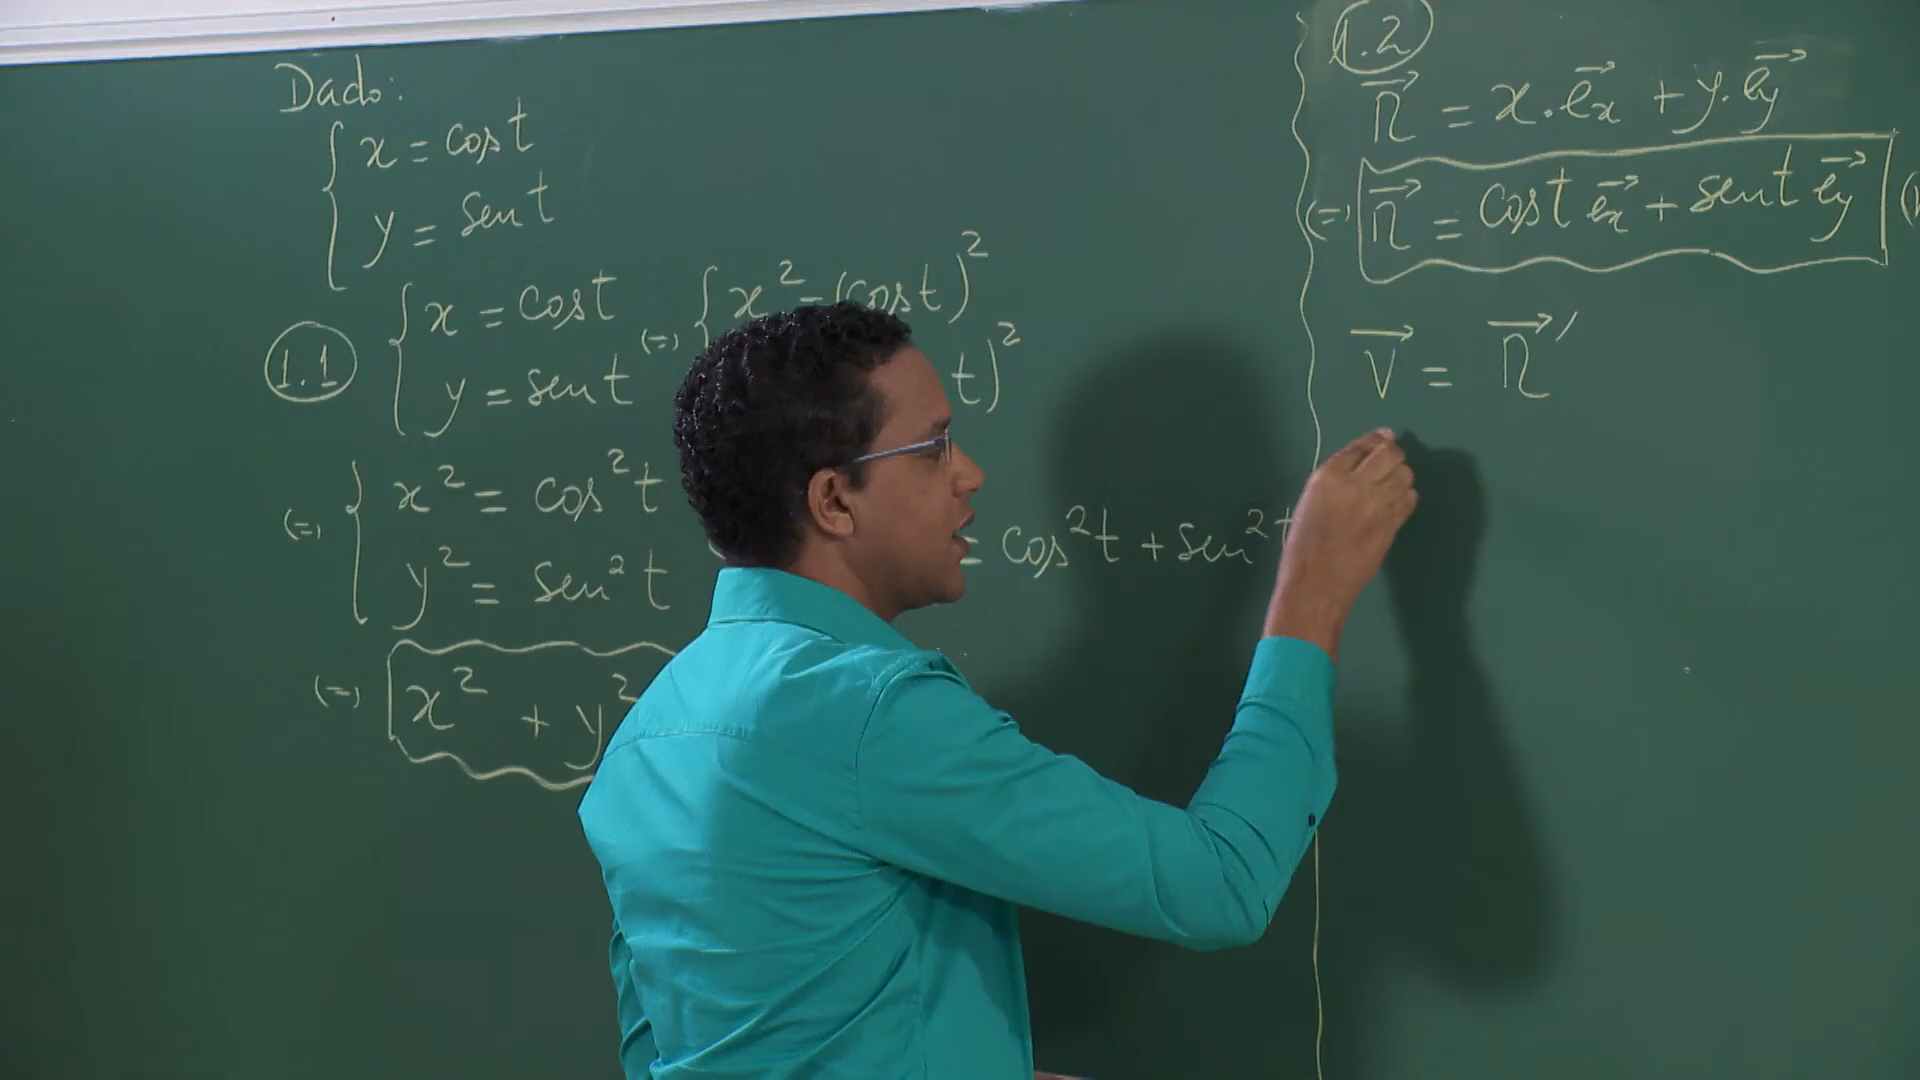 Dado:
x = cos t
y = sen t
1.1
x = cos t (=) x² = (cos t)²
y = sen t t)²
(=) x² = cos² t
y² = sen² t = cos² t + sen² t
(=) x² + y²
1.2
r⃗ = x . e⃗x + y . e⃗y
(=) r⃗ = cos t e⃗x + sen t e⃗y (
V⃗ = r⃗′